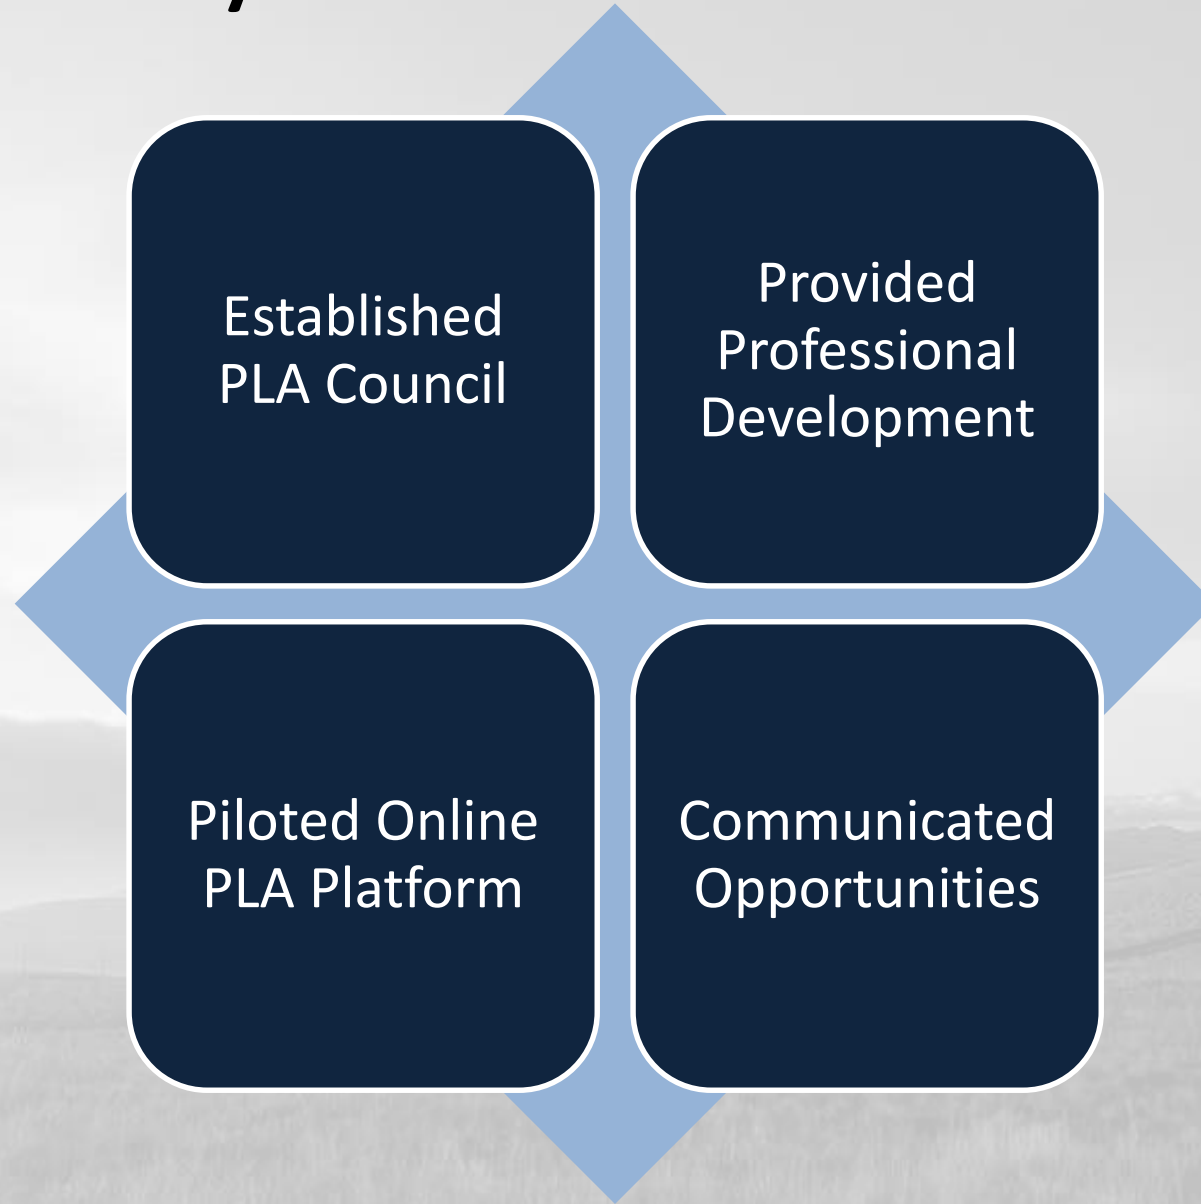 Established
PLA Council
Provided
Professional
Development
Piloted Online
PLA Platform
Communicated
Opportunities